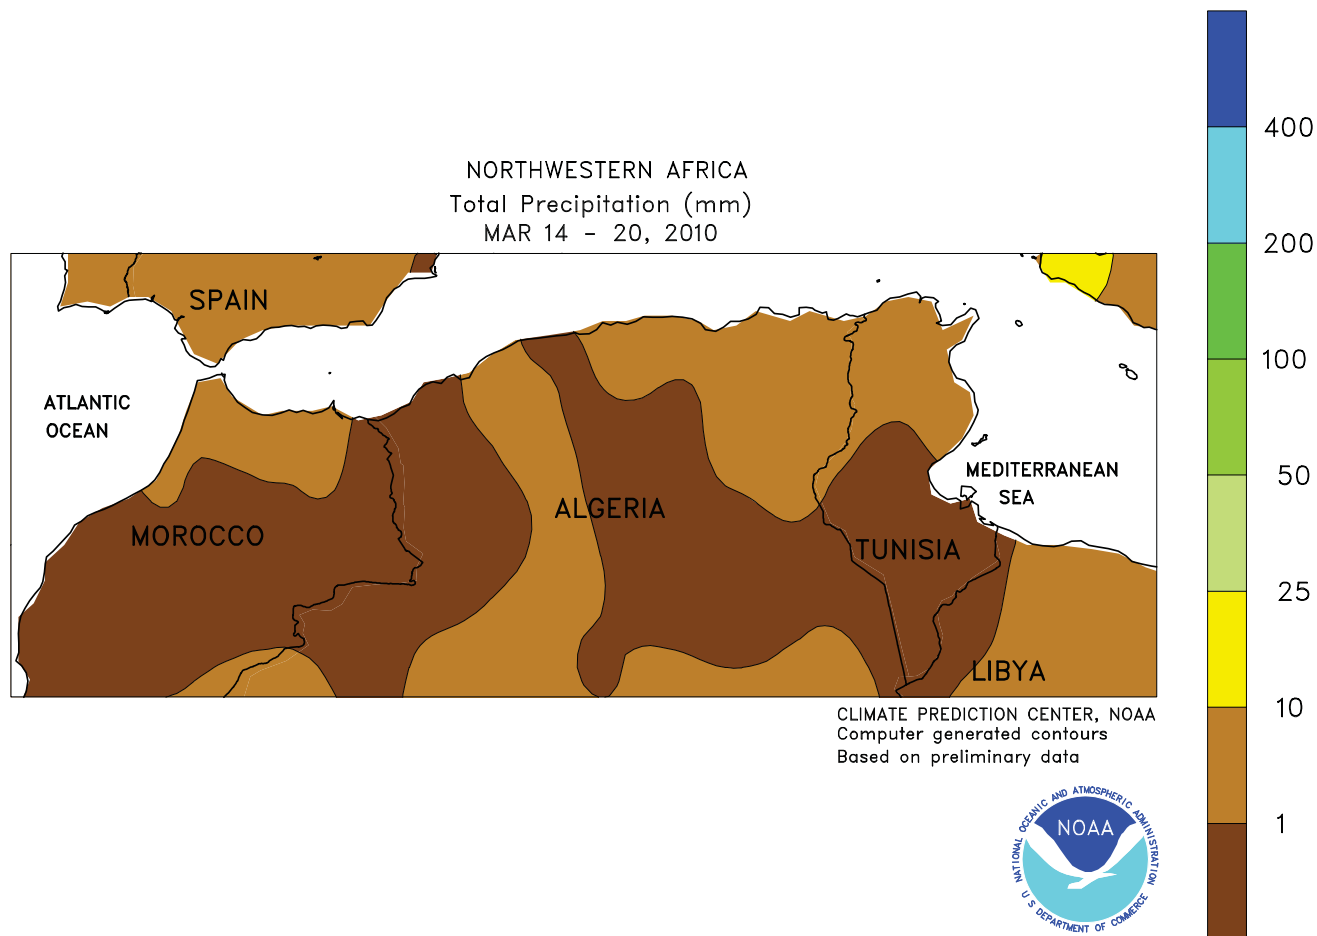 NORTHWESTERN AFRICA
Total Precipitation (mm)
MAR 14 - 20, 2010
400
200
100
50
25
10
1
SPAIN
ATLANTIC
OCEAN
MEDITERRANEAN
SEA
ALGERIA
MOROCCO
TUNISIA
LIBYA
CLIMATE PREDICTION CENTER, NOAA
Computer generated contours
Based on preliminary data
NATIONAL OCEANIC AND ATMOSPHERIC ADMINISTRATION
NOAA
U S DEPARTMENT OF COMMERCE